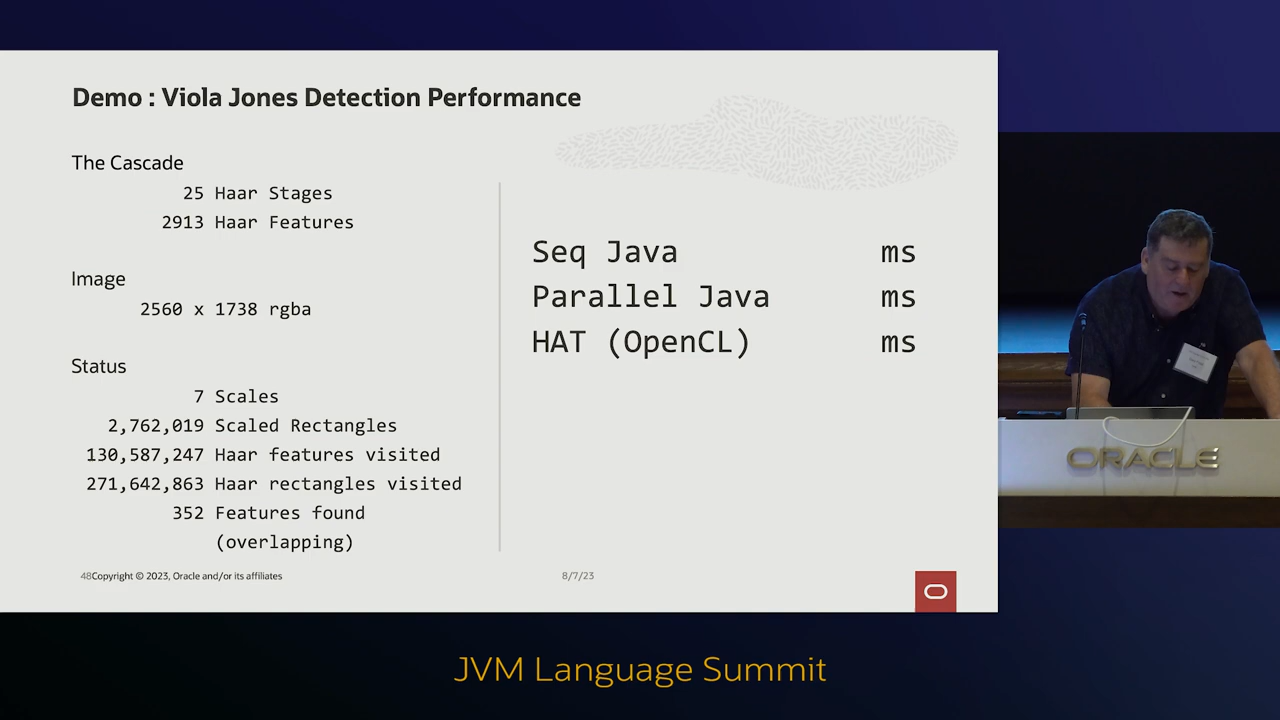 Demo : Viola Jones Detection Performance
The Cascade
25 Haar Stages
2913 Haar Features
Image
2560 x 1738 rgba
Status
7 Scales
2,762,019 Scaled Rectangles
130,587,247 Haar features visited
271,642,863 Haar rectangles visited
352 Features found
(overlapping)
Seq Java ms
Parallel Java ms
HAT (OpenCL) ms
48Copyright © 2023, Oracle and/or its affiliates
8/7/23
ORACLE
JVM Language Summit